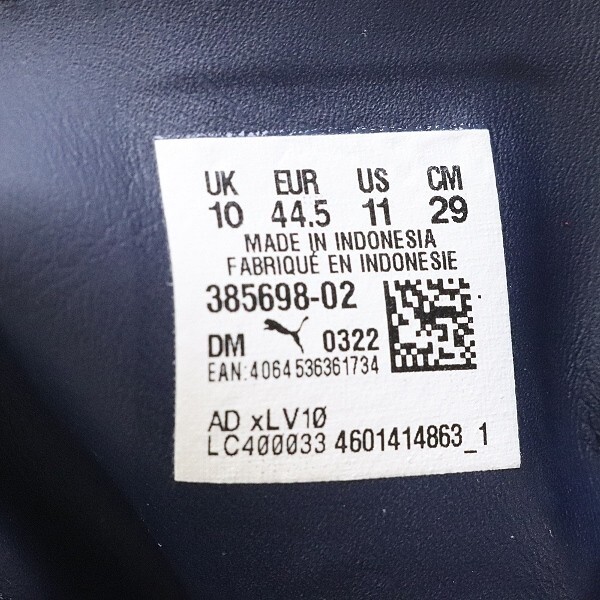 UK EUR US CM
10 44.5 11 29
MADE IN INDONESIA
FABRIQUÉ EN INDONESIE
385698-02
DM 0322
EAN:4064536361734
AD xLV10
LC400033 4601414863_1